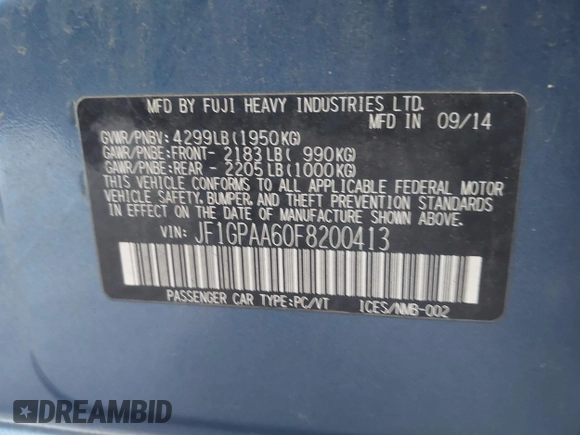 MFD BY FUJI HEAVY INDUSTRIES LTD.
MFD IN 09/14
GVWR/PNBV: 4299LB(1950KG)
GAWR/PNBE:FRONT- 2183LB( 990KG)
GAWR/PNBE:REAR - 2205LB(1000KG)
THIS VEHICLE CONFORMS TO ALL APPLICABLE FEDERAL MOTOR
VEHICLE SAFETY, BUMPER, AND THEFT PREVENTION STANDARDS
IN EFFECT ON THE DATE OF MANUFACTURE SHOWN ABOVE.
VIN: JF1GPAA60F8200413
PASSENGER CAR TYPE:PC/VT ICES/NMB-002
DREAMBID